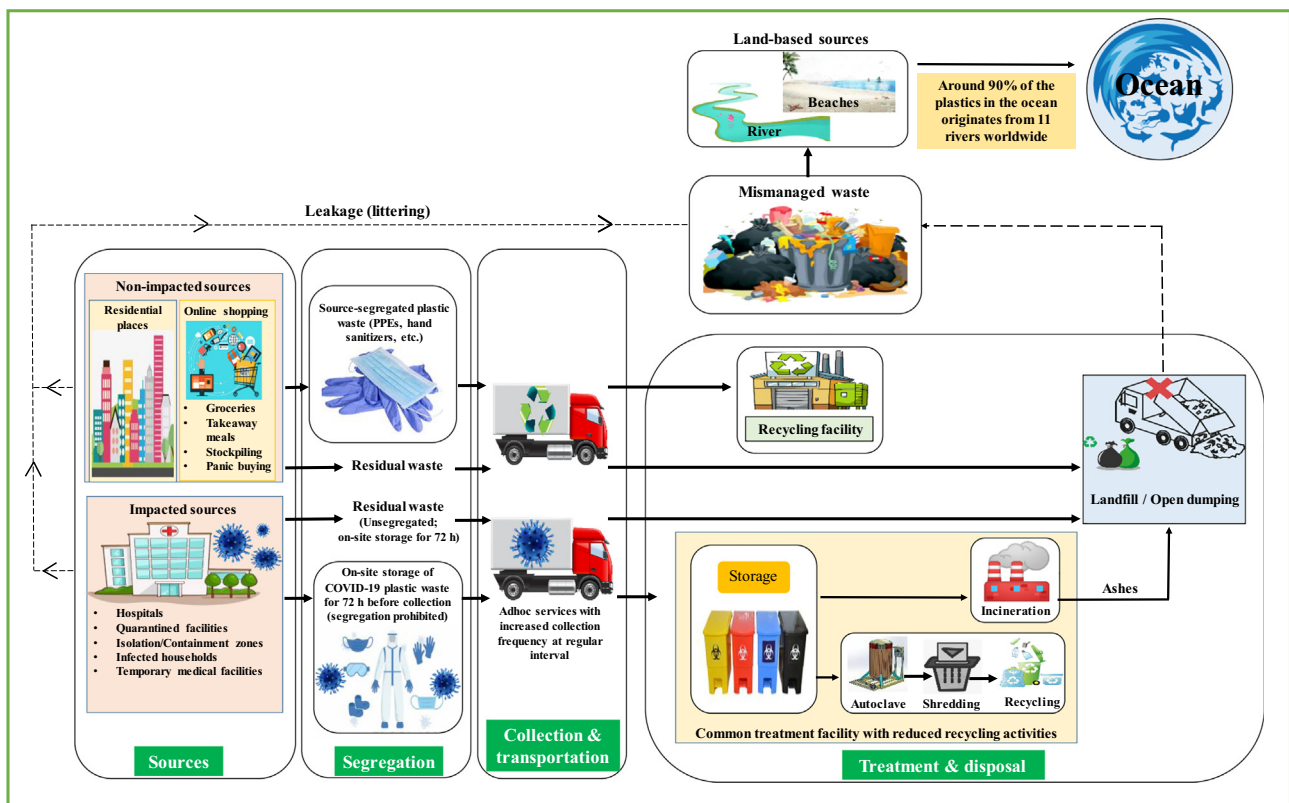 Land-based sources
Beaches
River
Around 90% of the
plastics in the ocean
originates from 11
rivers worldwide
Ocean
Mismanaged waste
Leakage (littering)
Non-impacted sources
Residential
places
Online shopping
• Groceries
• Takeaway
meals
• Stockpiling
• Panic buying
Source-segregated plastic
waste (PPEs, hand
sanitizers, etc.)
Residual waste
Recycling facility
Landfill / Open dumping
Impacted sources
• Hospitals
• Quarantined facilities
• Isolation/Containment zones
• Infected households
• Temporary medical facilities
Residual waste
(Unsegregated;
on-site storage for 72 h)
On-site storage of
COVID-19 plastic waste
for 72 h before collection
(segregation prohibited)
Adhoc services with
increased collection
frequency at regular
interval
Storage
Incineration
Ashes
Autoclave
Shredding
Recycling
Common treatment facility with reduced recycling activities
Sources
Segregation
Collection &
transportation
Treatment & disposal